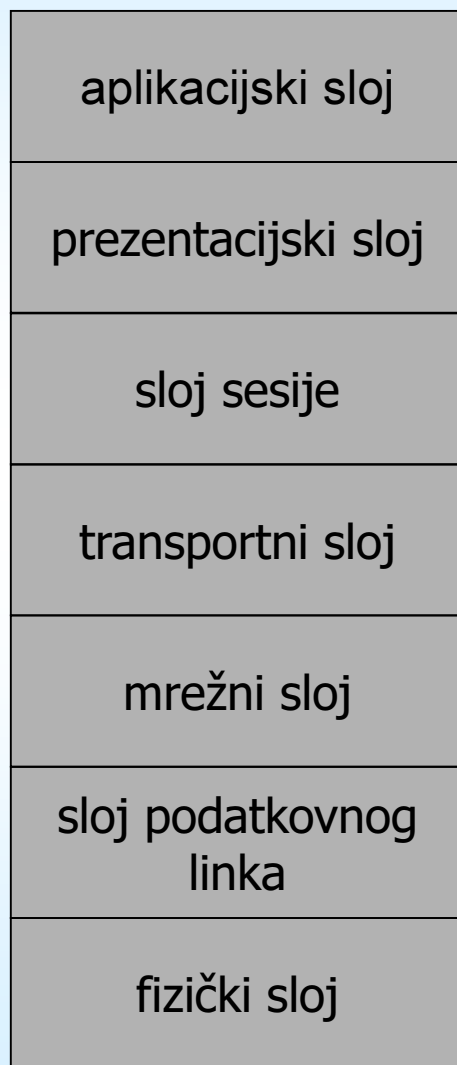 aplikacijski sloj
prezentacijski sloj
sloj sesije
transportni sloj
mrežni sloj
sloj podatkovnog
linka
fizički sloj